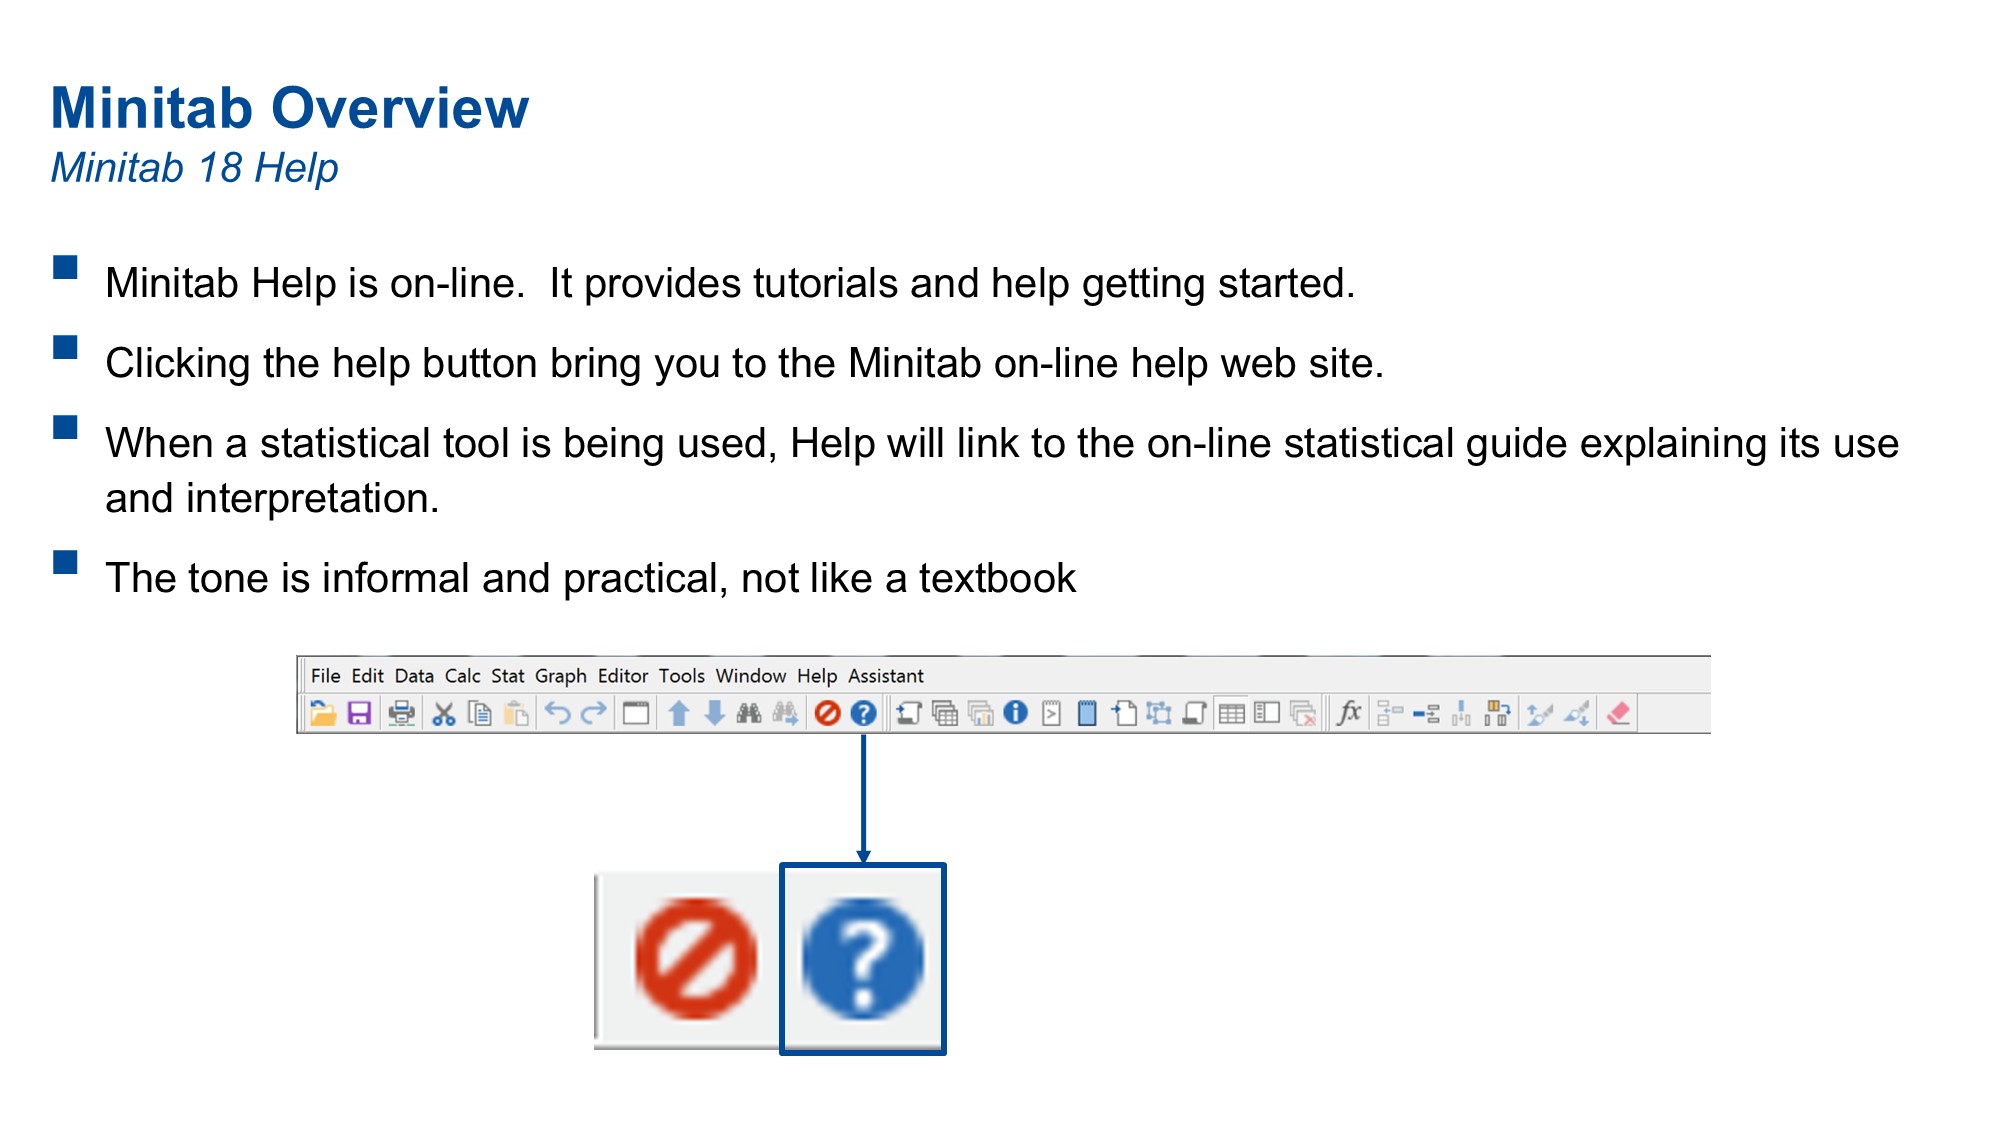 Minitab Overview
Minitab 18 Help
Minitab Help is on-line.  It provides tutorials and help getting started.
Clicking the help button bring you to the Minitab on-line help web site.
When a statistical tool is being used, Help will link to the on-line statistical guide explaining its use
and interpretation.
The tone is informal and practical, not like a textbook
File Edit Data Calc Stat Graph Editor Tools Window Help Assistant
fx